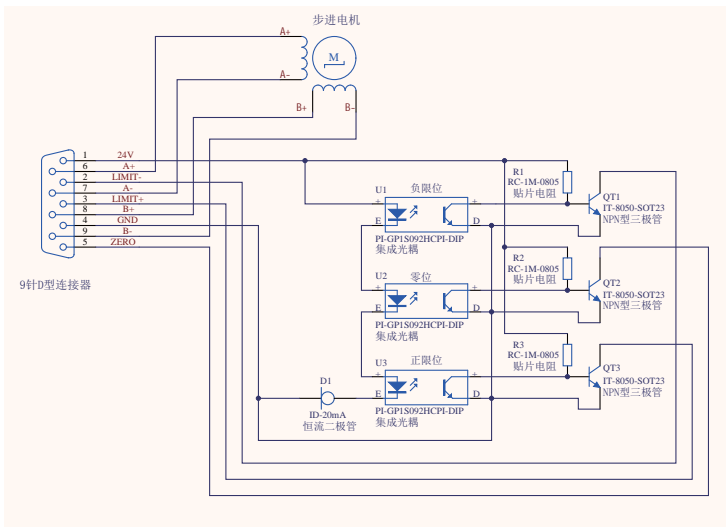 步进电机
A+
M
A-
B+
B-
1 24V
6 A+
2 LIMIT-
7 A-
3 LIMIT+
8 B+
4 GND
9 B-
5 ZERO
9针D型连接器
U1 负限位
+ +
E D
PI-GP1S092HCPI-DIP
集成光耦
R1
RC-1M-0805
贴片电阻
QT1
IT-8050-SOT23
NPN型三极管
U2 零位
+ +
E D
PI-GP1S092HCPI-DIP
集成光耦
R2
RC-1M-0805
贴片电阻
QT2
IT-8050-SOT23
NPN型三极管
U3 正限位
+ +
E D
PI-GP1S092HCPI-DIP
集成光耦
R3
RC-1M-0805
贴片电阻
QT3
IT-8050-SOT23
NPN型三极管
D1
ID-20mA
恒流二极管